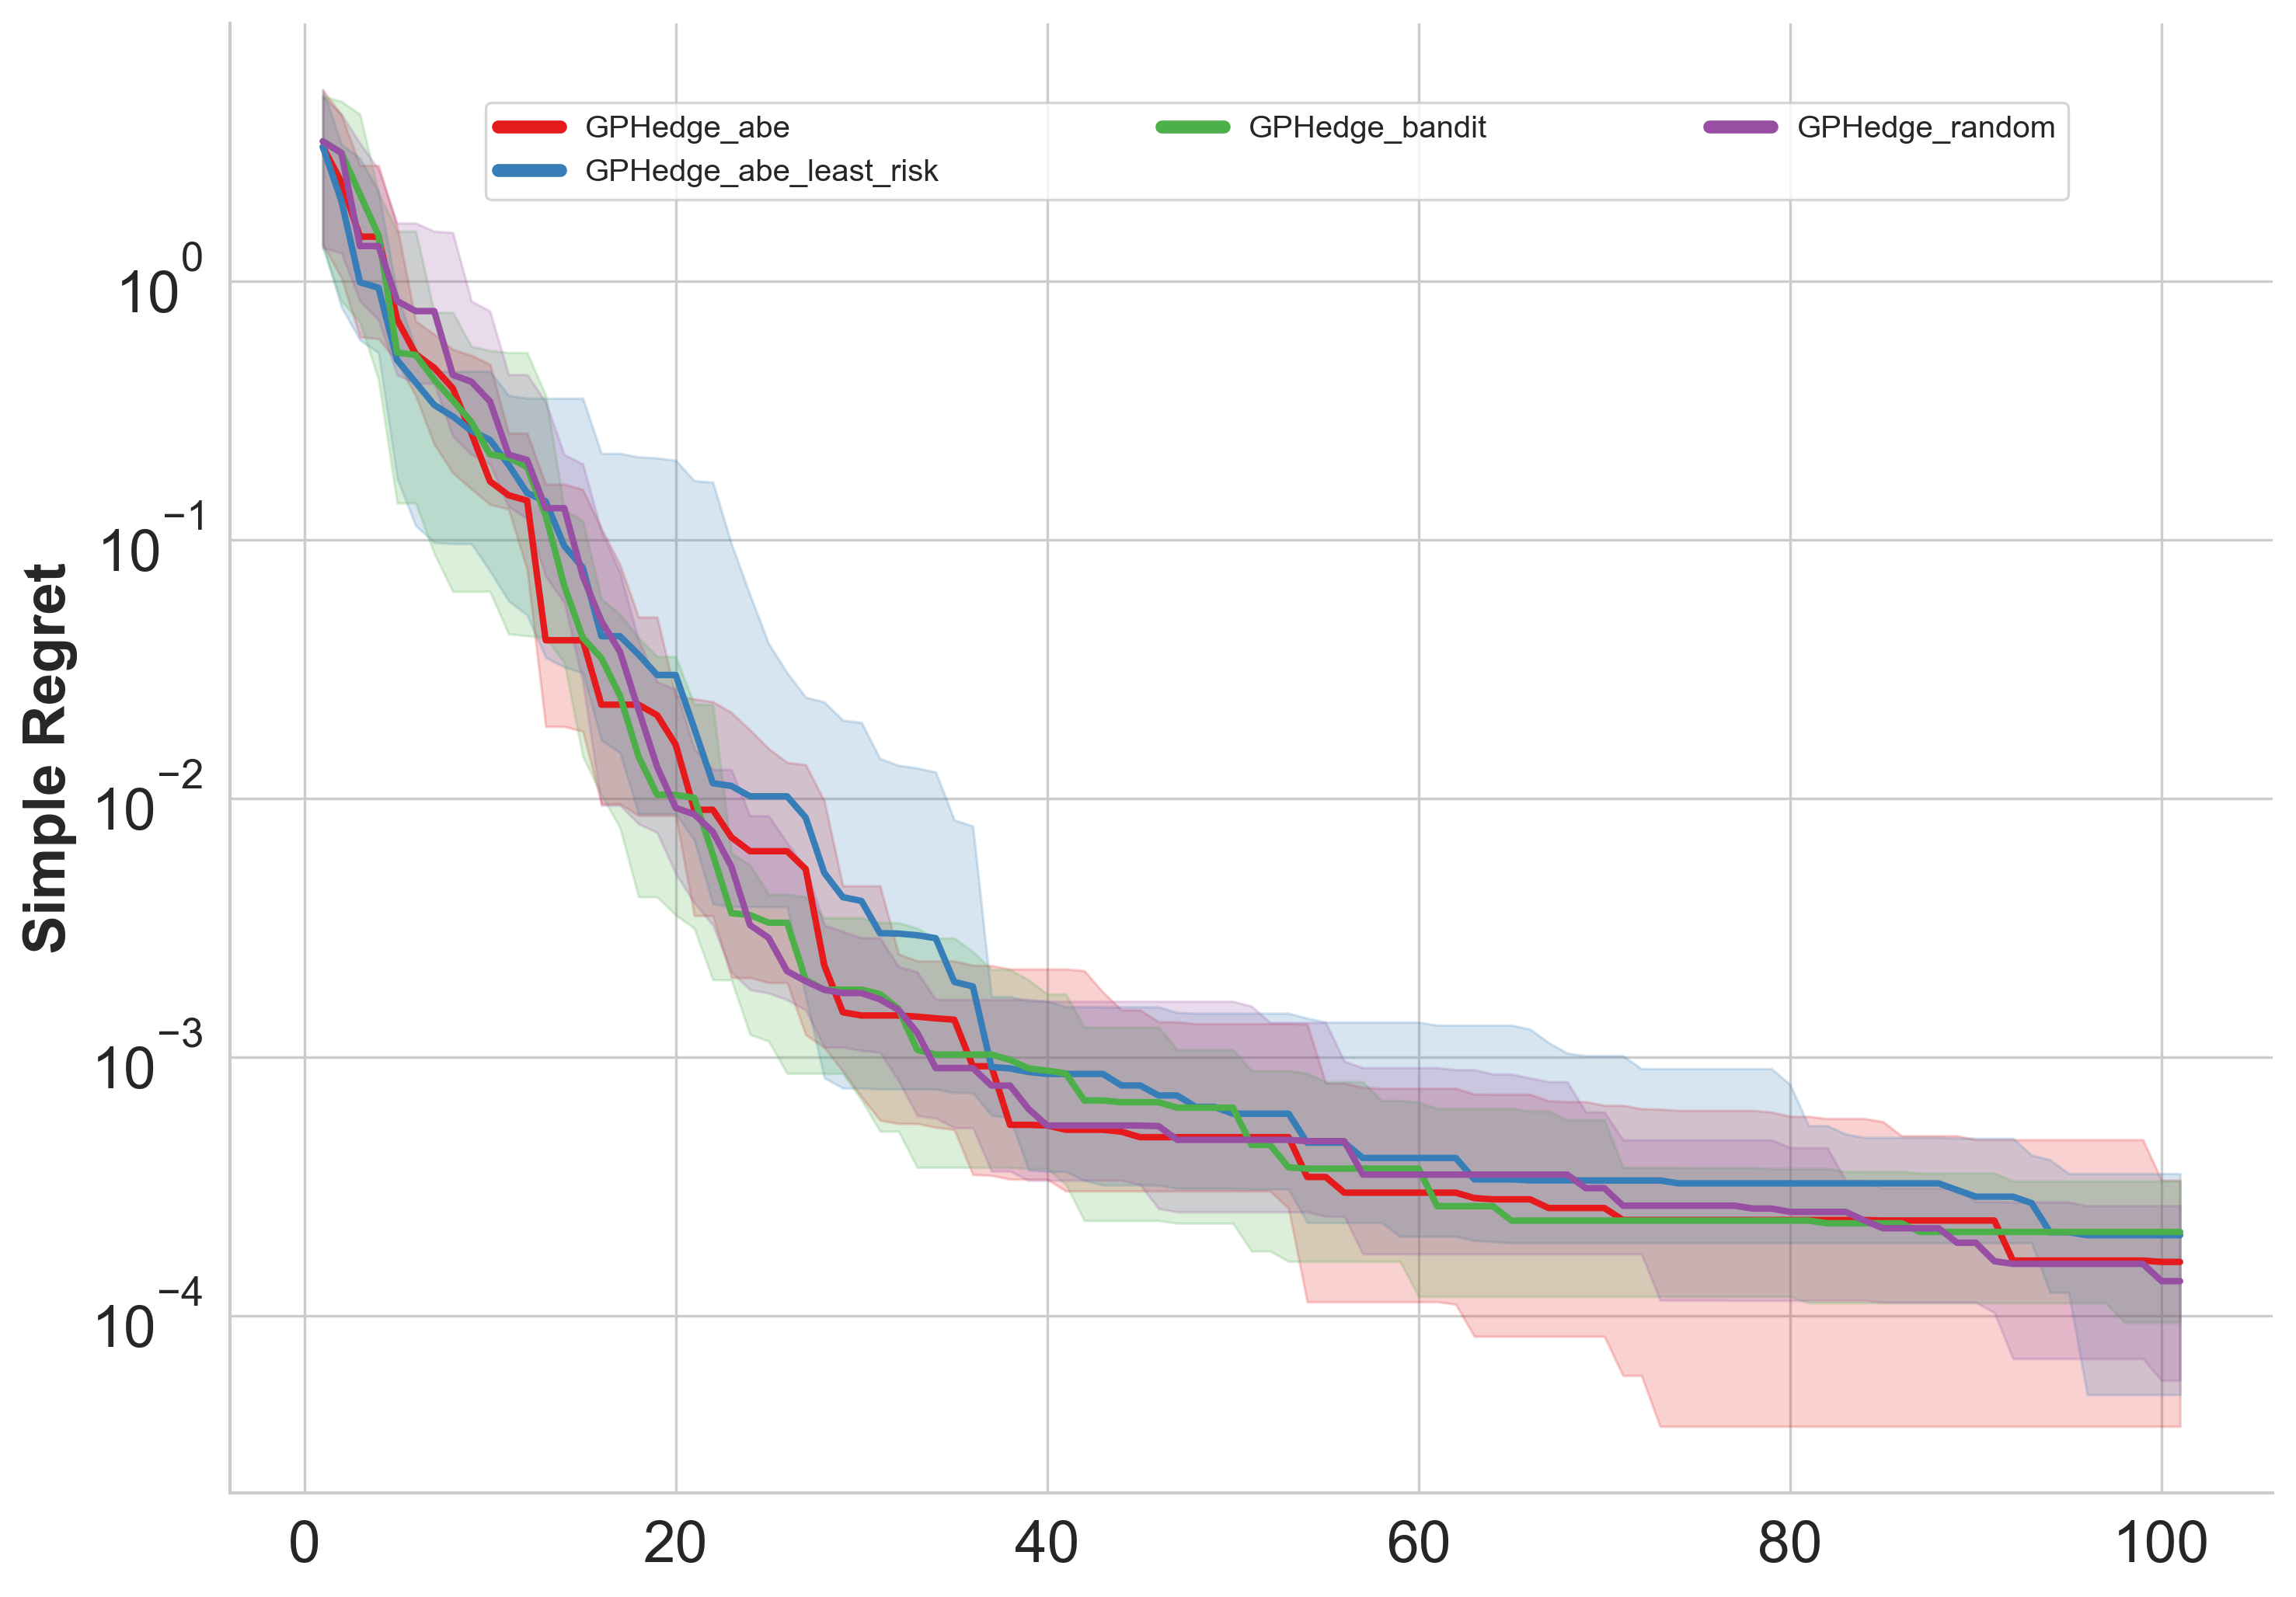 GPHedge_abe
GPHedge_abe_least_risk
GPHedge_bandit
GPHedge_random
Simple Regret
10^0
10^−1
10^−2
10^−3
10^−4
0 20 40 60 80 100